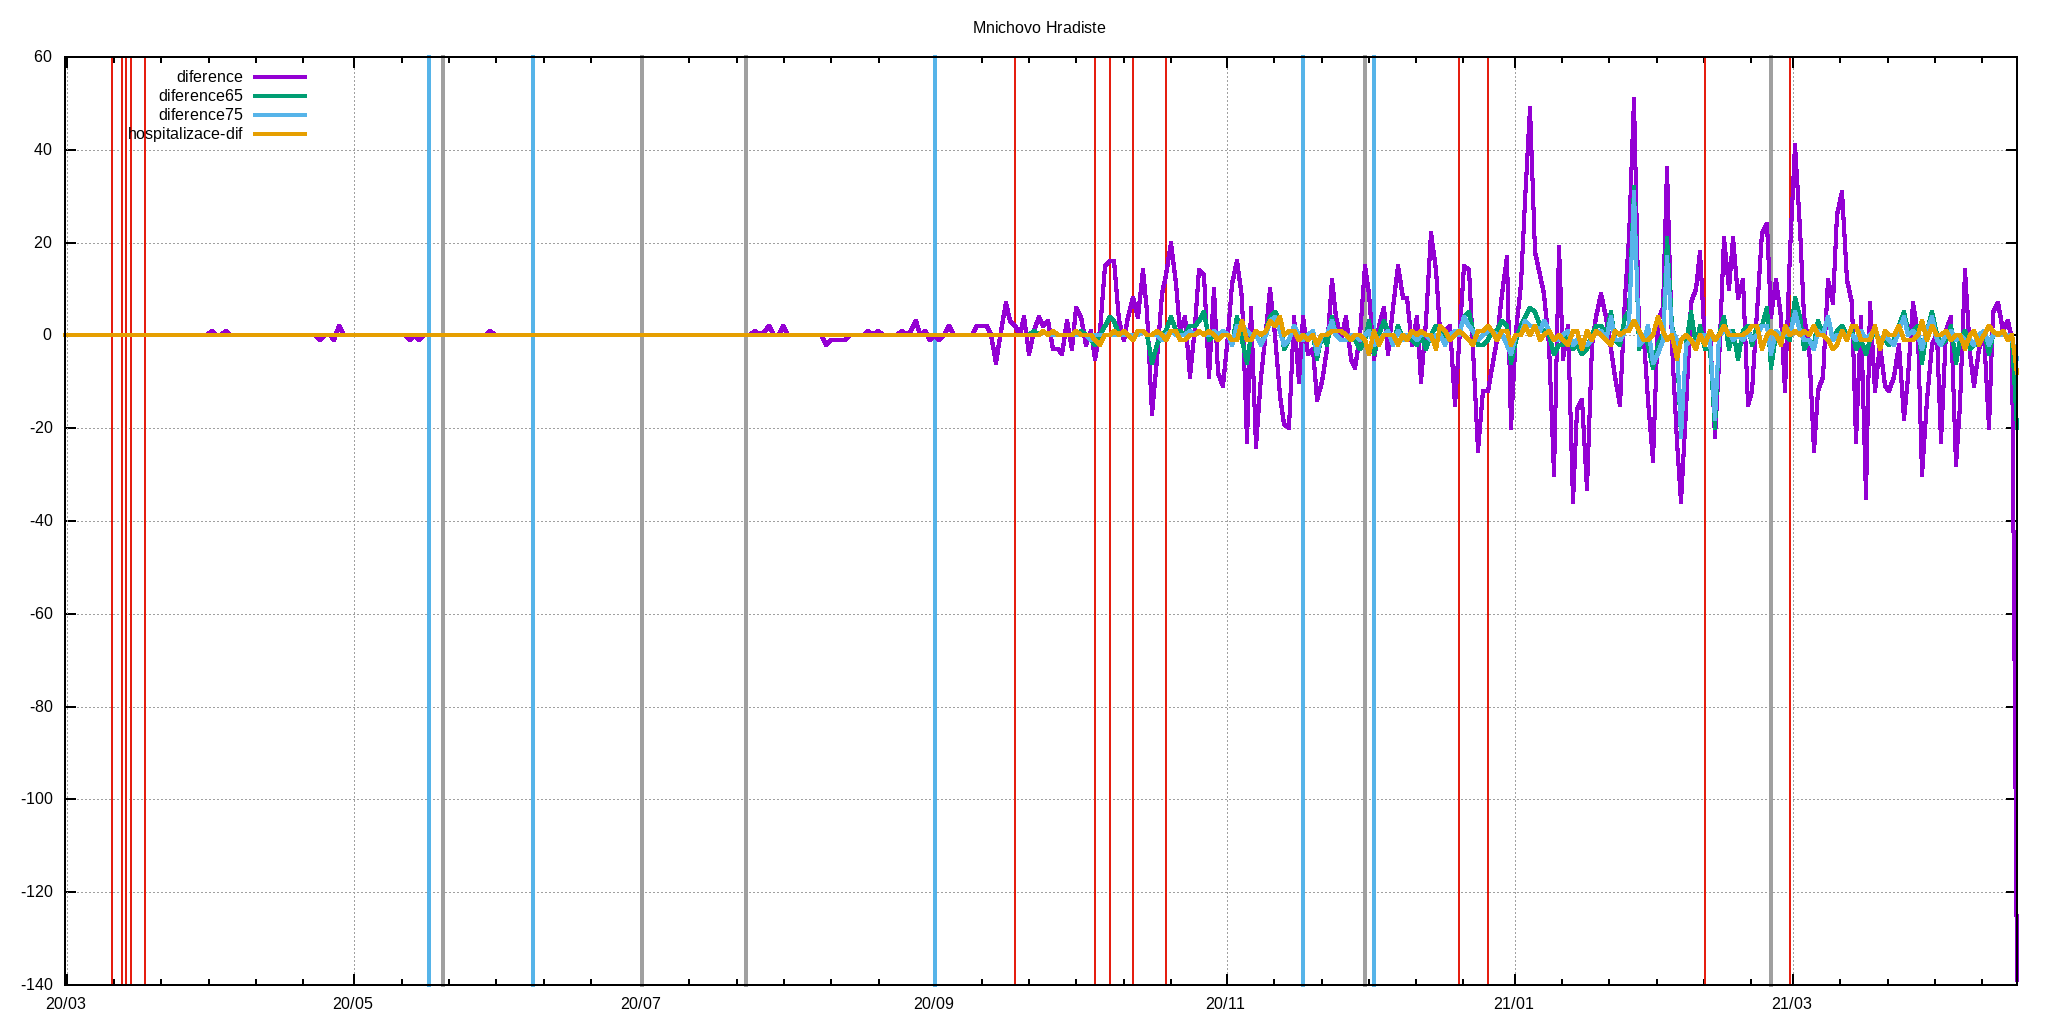 Mnichovo Hradiste
60
diference
diference65
diference75
hospitalizace-dif
40
20
0
-20
-40
-60
-80
-100
-120
-140
20/03 20/05 20/07 20/09 20/11 21/01 21/03